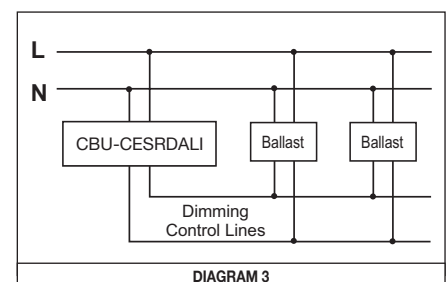 L
N
CBU-CESRDALI
Ballast
Ballast
Dimming
Control Lines
DIAGRAM 3